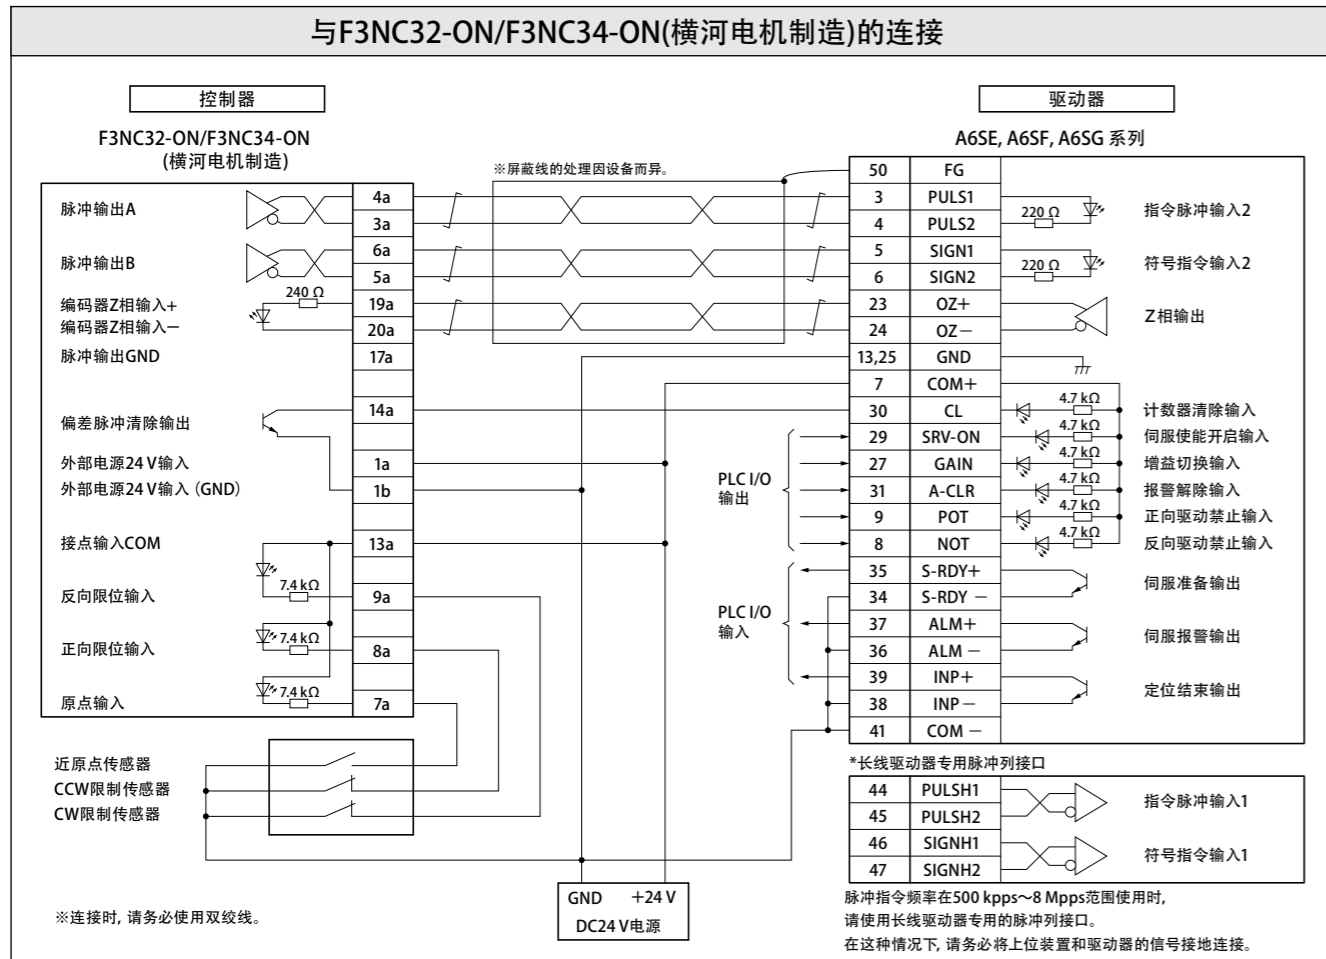 与F3NC32-ON/F3NC34-ON(横河电机制造)的连接
控制器
F3NC32-ON/F3NC34-ON
(横河电机制造)
驱动器
A6SE, A6SF, A6SG 系列
※屏蔽线的处理因设备而异。
脉冲输出A
4a
3a
脉冲输出B
6a
5a
编码器Z相输入+
240 Ω
19a
编码器Z相输入−
20a
脉冲输出GND
17a
偏差脉冲清除输出
14a
外部电源24 V输入
1a
外部电源24 V输入 (GND)
1b
接点输入COM
13a
反向限位输入
7.4 kΩ
9a
正向限位输入
7.4 kΩ
8a
原点输入
7.4 kΩ
7a
近原点传感器
CCW限制传感器
CW限制传感器
PLC I/O
输出
PLC I/O
输入
50 FG
3 PULS1
4 PULS2
220 Ω
指令脉冲输入2
5 SIGN1
6 SIGN2
220 Ω
符号指令输入2
23 OZ+
24 OZ−
Z相输出
13,25 GND
7 COM+
30 CL 4.7 kΩ 计数器清除输入
29 SRV-ON 4.7 kΩ 伺服使能开启输入
27 GAIN 4.7 kΩ 增益切换输入
31 A-CLR 4.7 kΩ 报警解除输入
9 POT 4.7 kΩ 正向驱动禁止输入
8 NOT 4.7 kΩ 反向驱动禁止输入
35 S-RDY+
34 S-RDY −
伺服准备输出
37 ALM+
36 ALM −
伺服报警输出
39 INP+
38 INP −
定位结束输出
41 COM −
*长线驱动器专用脉冲列接口
44 PULSH1
45 PULSH2
指令脉冲输入1
46 SIGNH1
47 SIGNH2
符号指令输入1
GND +24 V
DC24 V电源
※连接时, 请务必使用双绞线。
脉冲指令频率在500 kpps～8 Mpps范围使用时,
请使用长线驱动器专用的脉冲列接口。
在这种情况下, 请务必将上位装置和驱动器的信号接地连接。